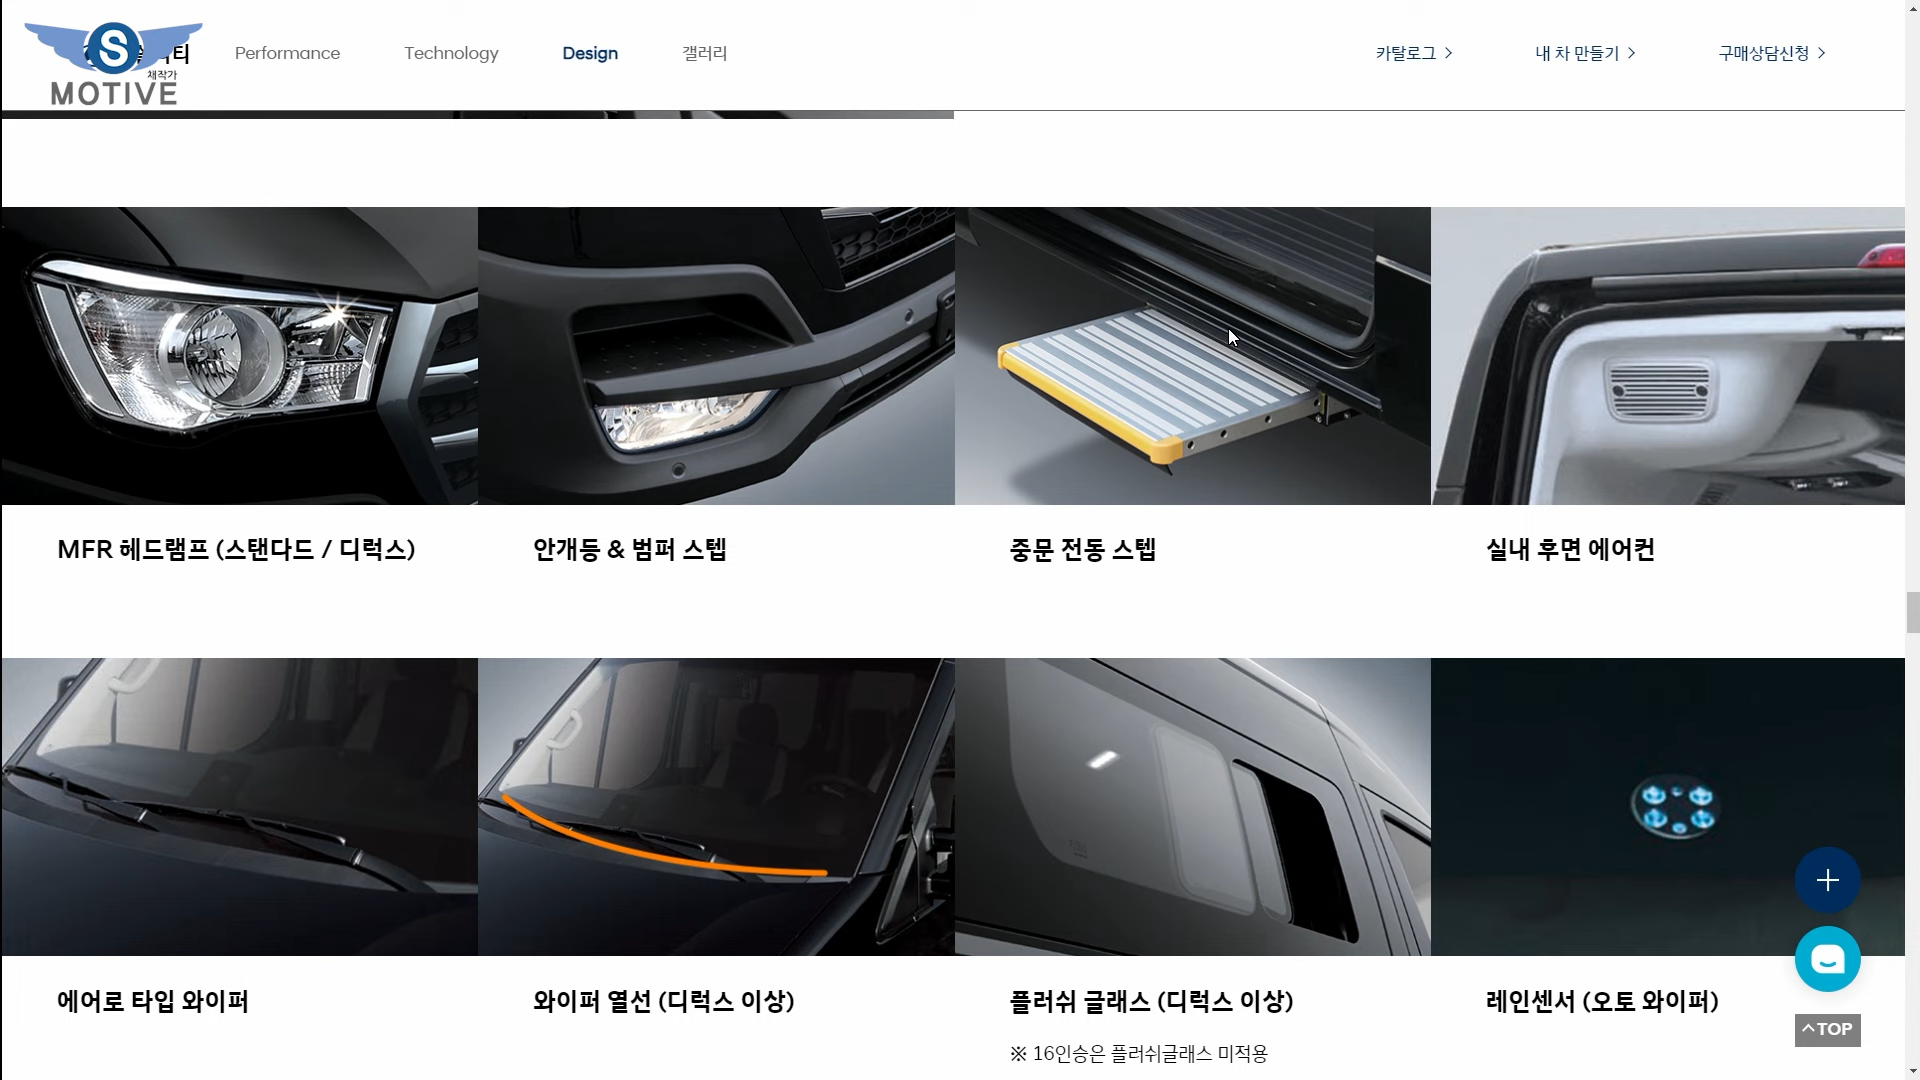 S
티
채작가
MOTIVE
Performance
Technology
Design
갤러리
카탈로그
내 차 만들기
구매상담신청
MFR 헤드램프 (스탠다드 / 디럭스)
안개등 & 범퍼 스텝
중문 전동 스텝
실내 후면 에어컨
에어로 타입 와이퍼
와이퍼 열선 (디럭스 이상)
플러쉬 글래스 (디럭스 이상)
레인센서 (오토 와이퍼)
※ 16인승은 플러쉬글래스 미적용
TOP